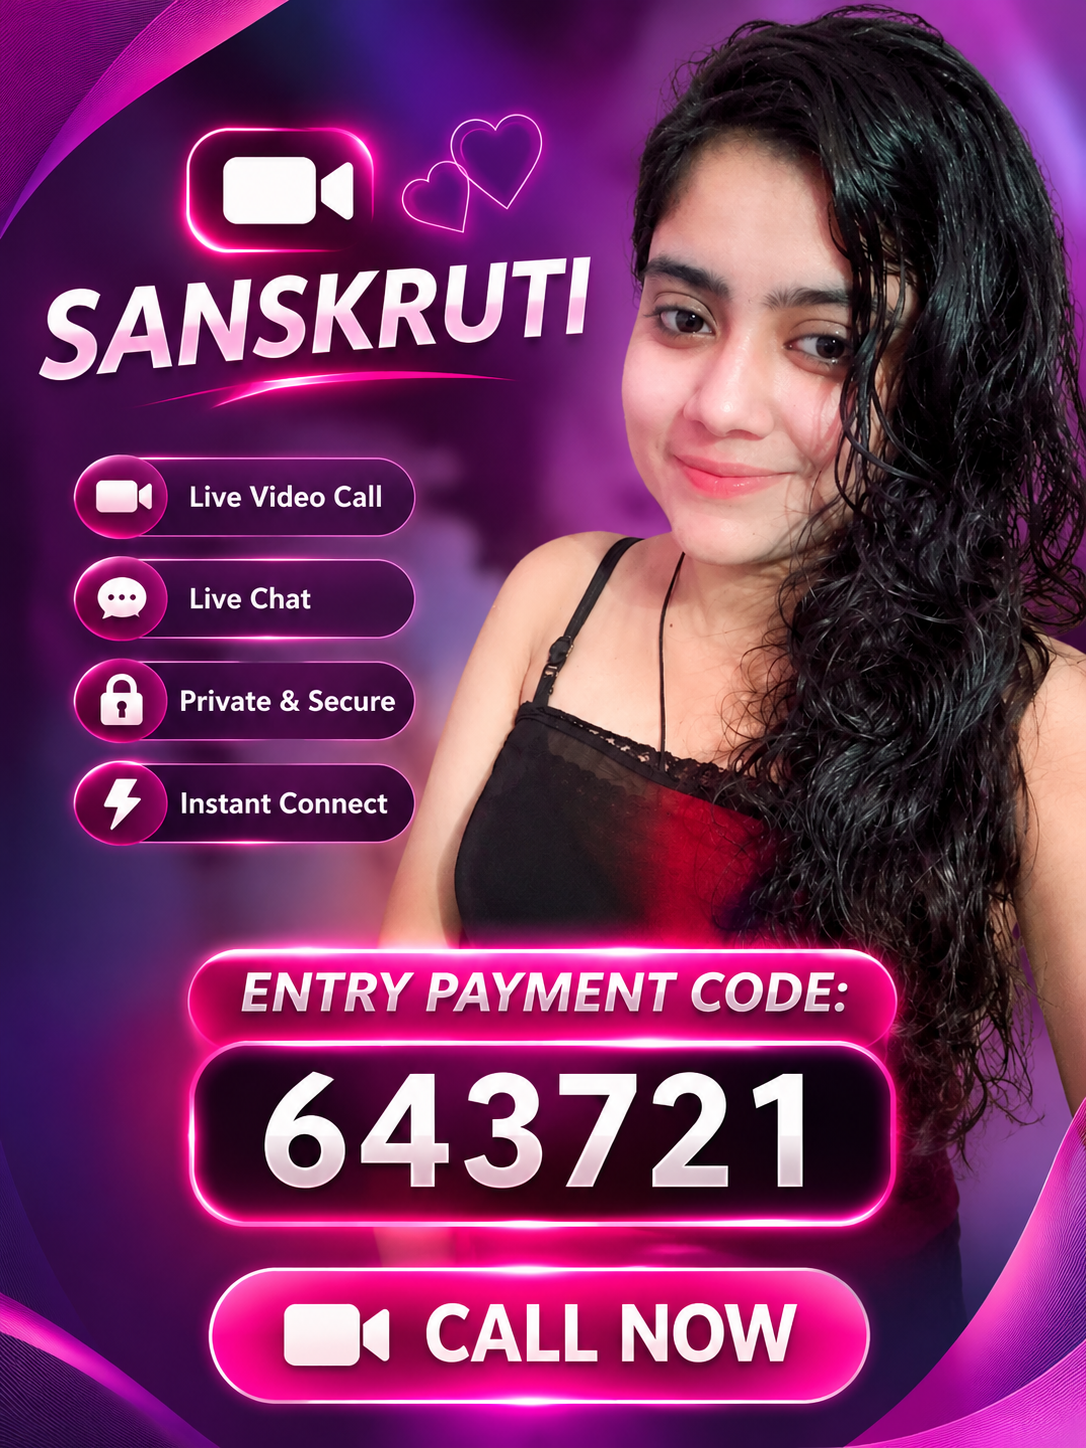 SANSKRUTI
Live Video Call
Live Chat
Private & Secure
Instant Connect
ENTRY PAYMENT CODE:
643721
CALL NOW